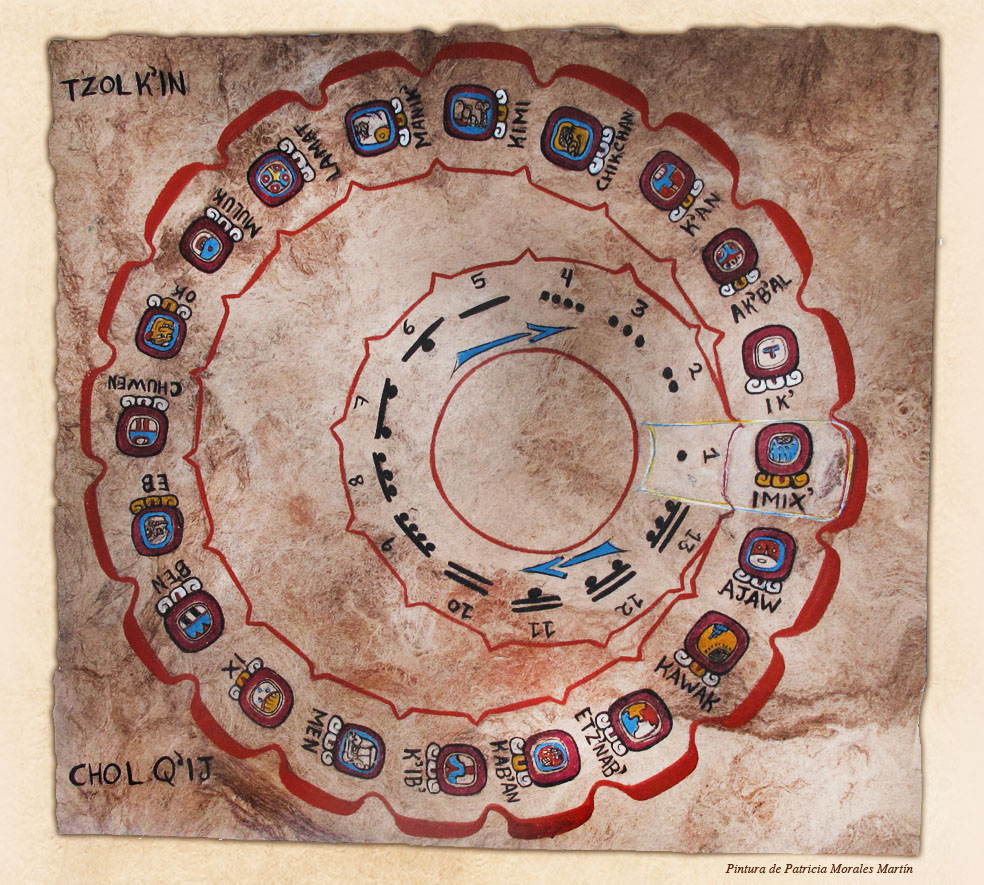 TZOLK'IN
KIMI
MANIK'
CHIKCHAN
LAMAT
K'AN
MULUK
AK'B'AL
OK
IK'
CHUWEN
IMIX'
EB
AJAW
B'EN
KAWAK
IX
ETZ'NAB'
MEN
KAB'AN
K'IB'
1
2
3
4
5
6
7
8
9
10
11
12
13
CHOL Q'IJ
Pintura de Patricia Morales Martín